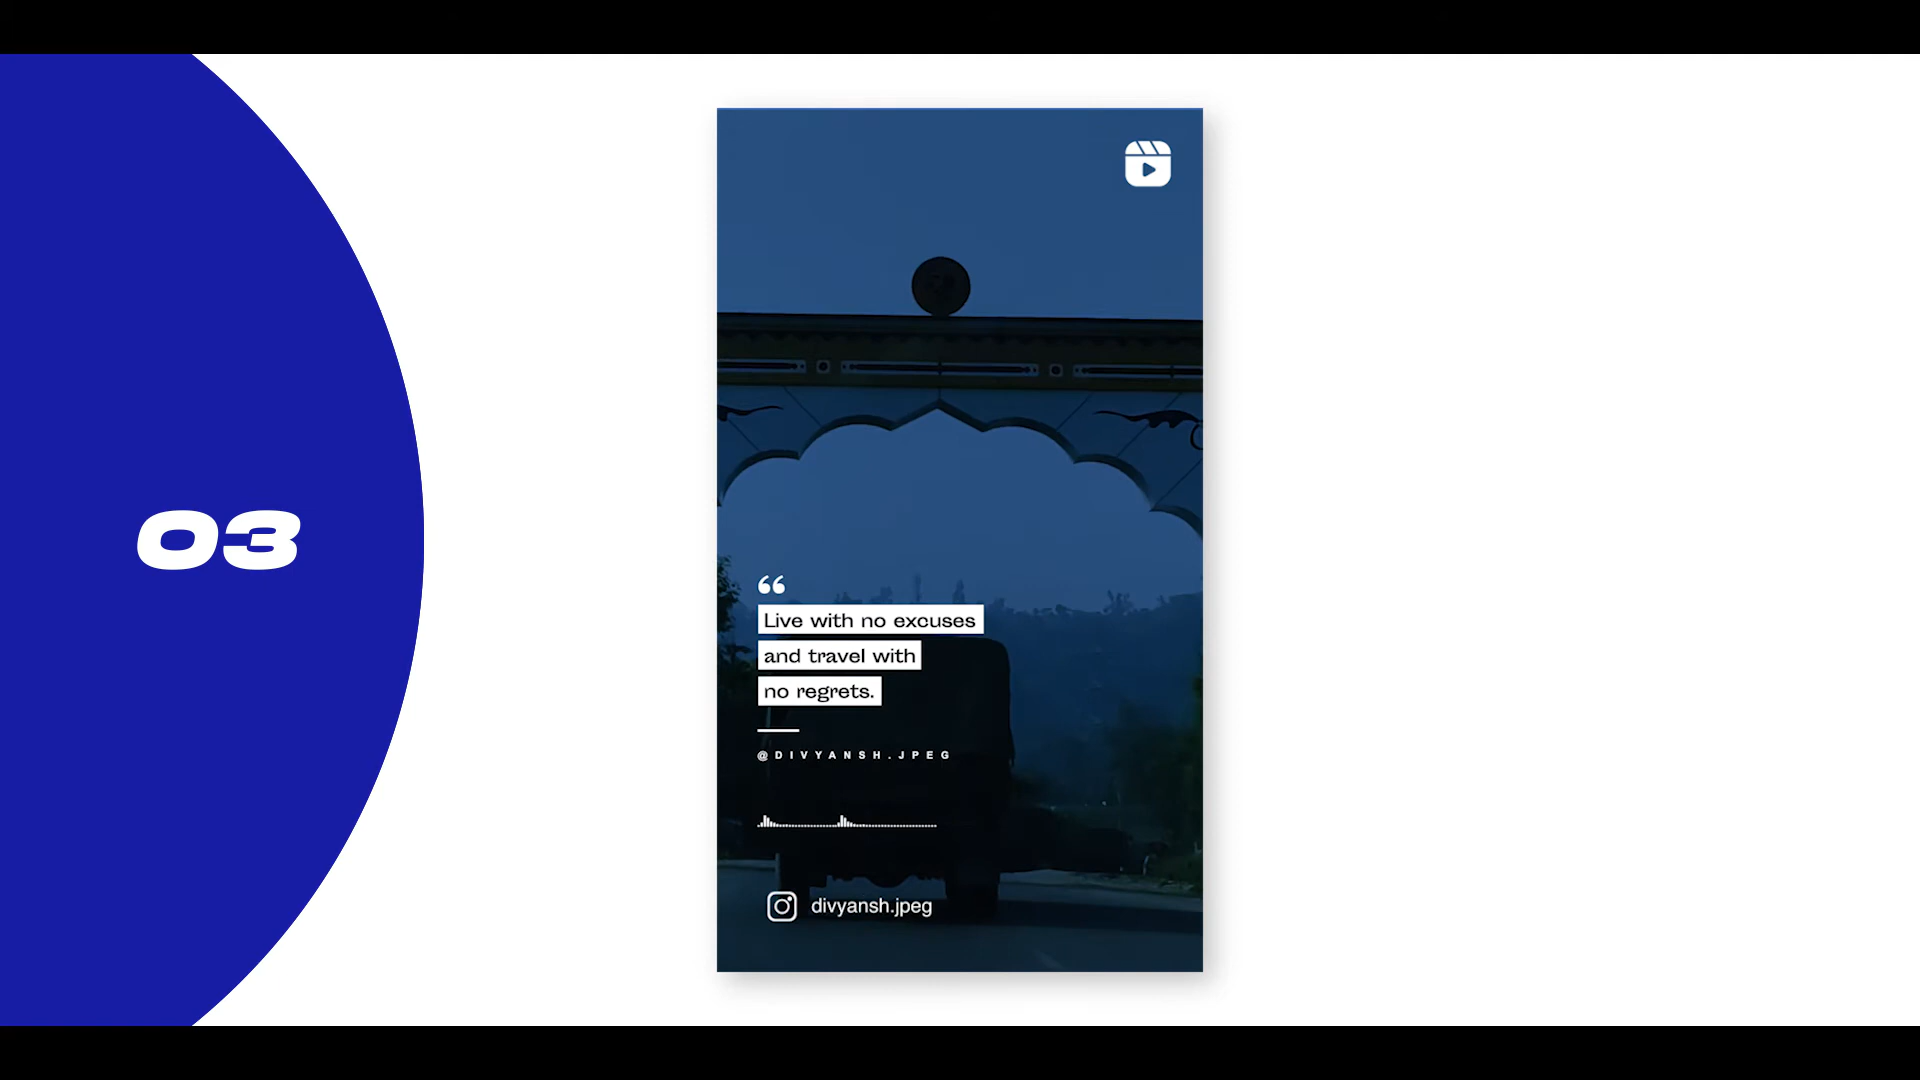 03
“
Live with no excuses
and travel with
no regrets.
@DIVYANSH.JPEG
divyansh.jpeg